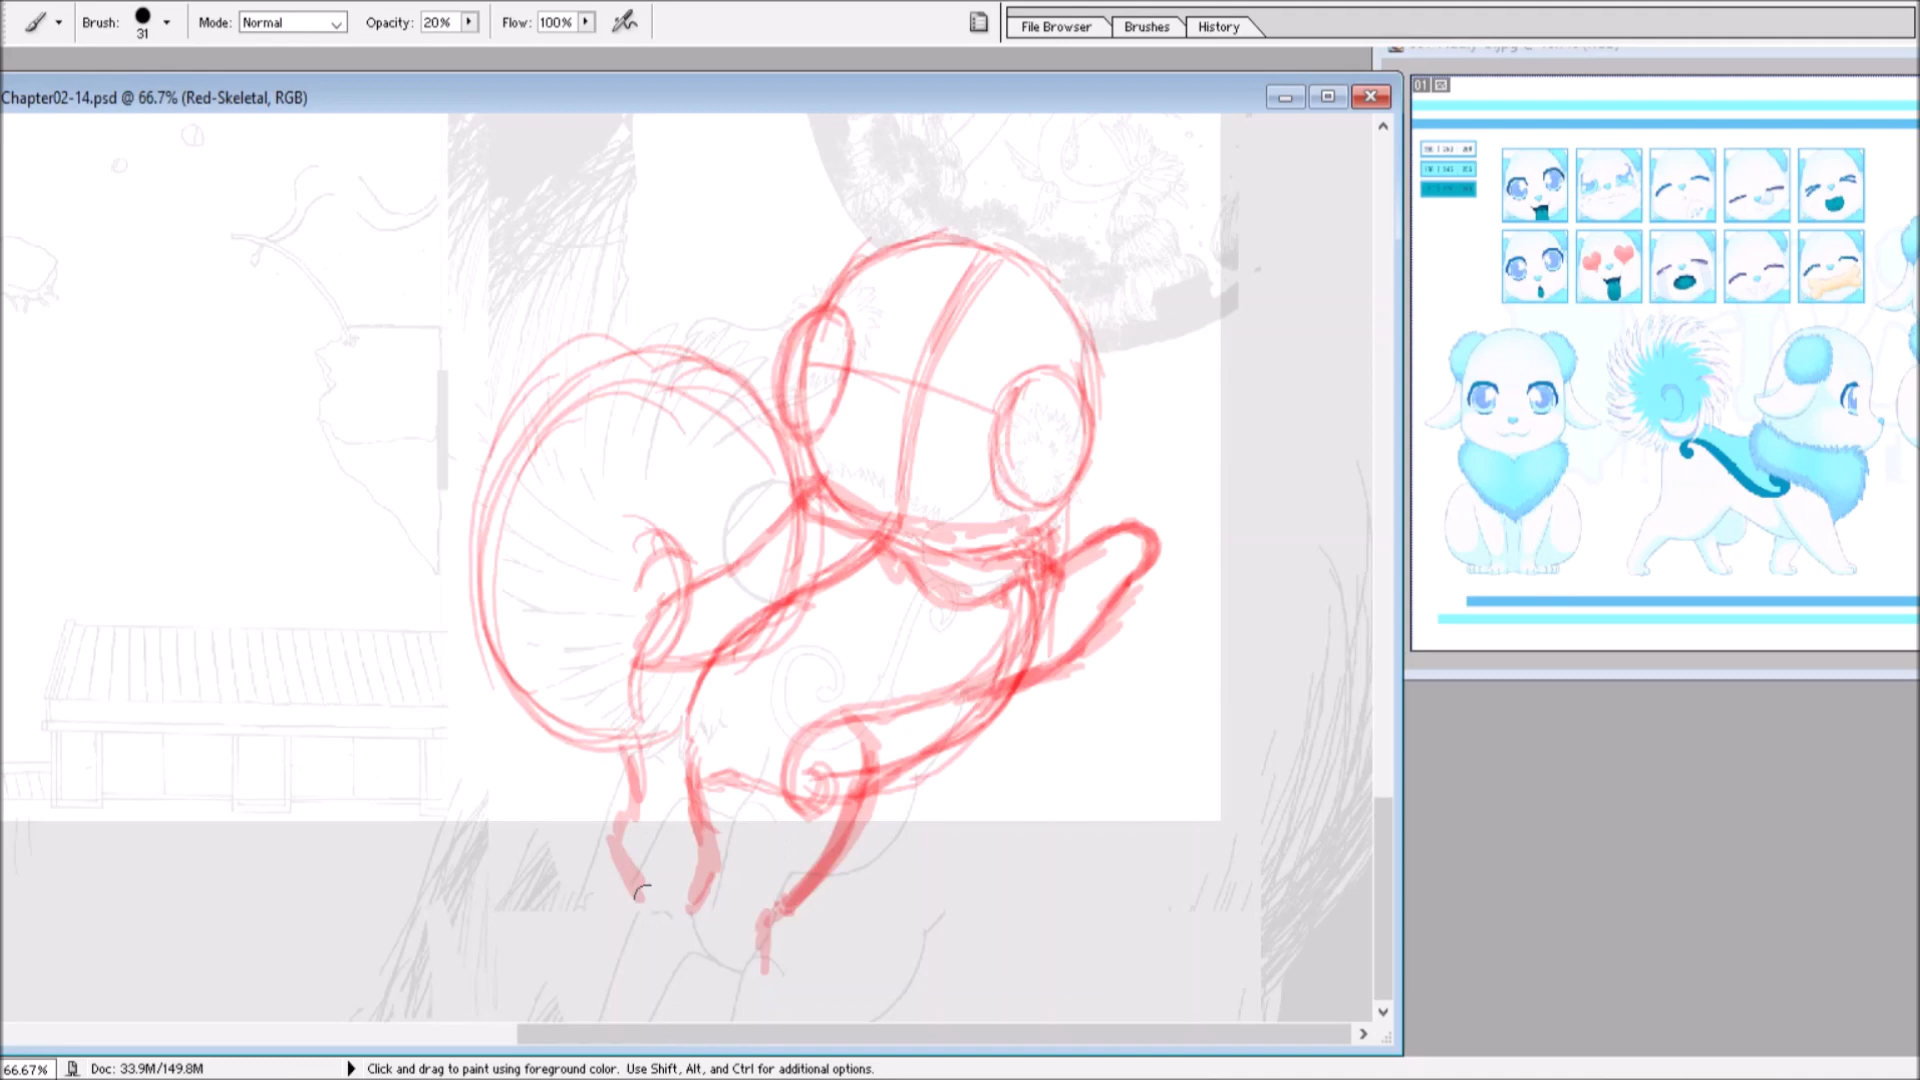 Brush: 31 Mode: Normal Opacity: 20% Flow: 100% File Browser Brushes History
Chapter02-14.psd @ 66.7% (Red-Skeletal, RGB)
01
66.67% Doc: 33.9M/149.8M Click and drag to paint using foreground color. Use Shift, Alt, and Ctrl for additional options.